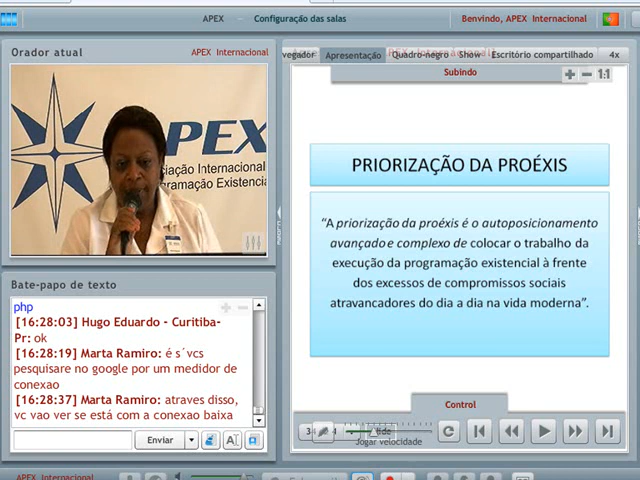 APEX – Configuração das salas
Benvindo, APEX Internacional
Orador atual
APEX Internacional
APEX
ciação Internacional
gramação Existencia
vegador Apresentação Quadro-negro Show Escritório compartilhado 4x
Subindo
1:1
PRIORIZAÇÃO DA PROÉXIS
“A priorização da proéxis é o autoposicionamento
avançado e complexo de colocar o trabalho da
execução da programação existencial à frente
dos excessos de compromissos sociais
atravancadores do dia a dia na vida moderna”.
Bate-papo de texto
php
[16:28:03] Hugo Eduardo - Curitiba-
Pr: ok
[16:28:19] Marta Ramiro: é s´vcs
pesquisare no google por um medidor de
conexao
[16:28:37] Marta Ramiro: atraves disso,
vc vao ver se está com a conexao baixa
Enviar
Control
Jogar velocidade
APEX Internacional